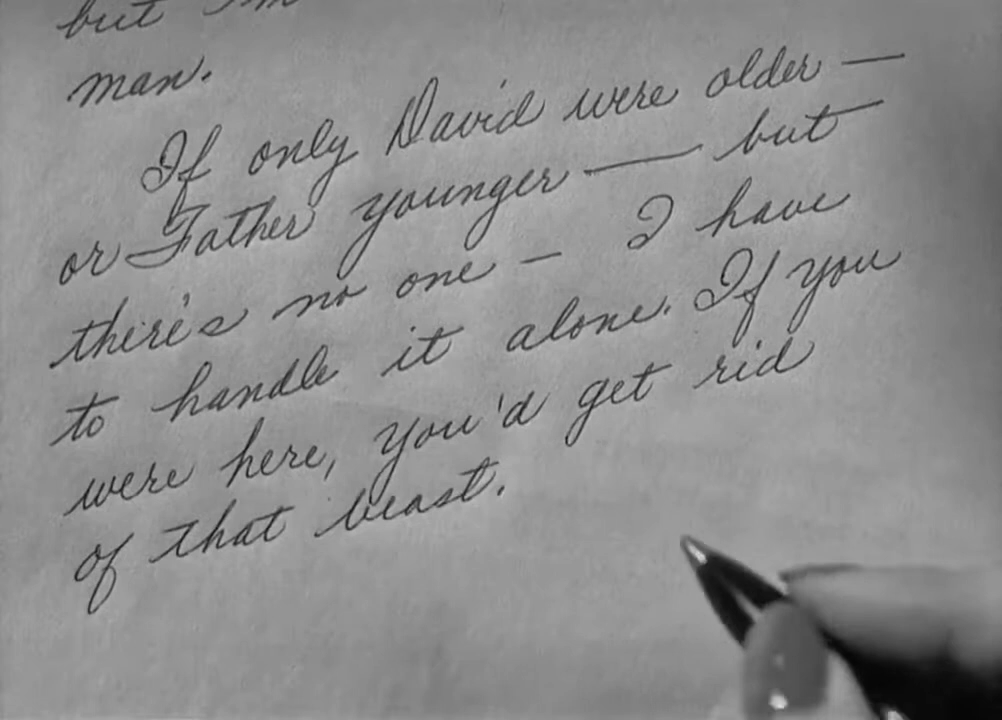 but I'm
man.
If only David were older —
or Father younger — but —
there's no one — I have
to handle it alone. If you
were here, you'd get rid
of that beast.